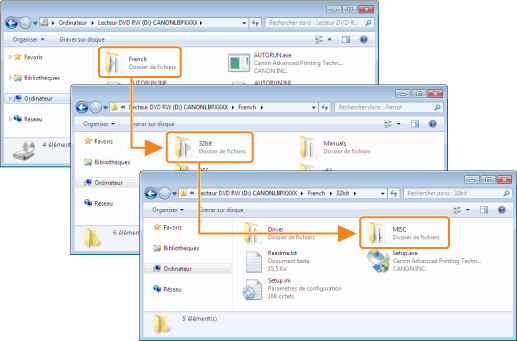 Ordinateur ▸ Lecteur DVD RW (D:) CANONLBPXXXX ▸
Rechercher dans : Lecteur DVD R...
Organiser Graver sur disque
Favoris
Bibliothèques
Ordinateur
Réseau
French
Dossier de fichiers
AUTORUN.exe
Canon Advanced Printing Techn...
CANON INC.
AUTORUN.INF
4 élément
« Lecteur DVD RW (D:) CANONLBPXXXX ▸ French ▸
Rechercher dans : French
Organiser Graver sur disque
Favoris
Bibliothèques
Ordinateur
Réseau
32bit
Dossier de fichiers
Manuals
Dossier de fichiers
6 élém
« Lecteur DVD RW (D:) CANONLBPXXXX ▸ French ▸ 32bit ▸
Rechercher dans : 32bit
Organiser Graver sur disque
Favoris
Bibliothèques
Ordinateur
Réseau
Driver
Dossier de fichiers
MISC
Dossier de fichiers
Readme.txt
Document texte
15,5 Ko
Setup.exe
Canon Advanced Printing Techn...
CANON INC.
Setup.ini
Paramètres de configuration
166 octets
5 élément(s)